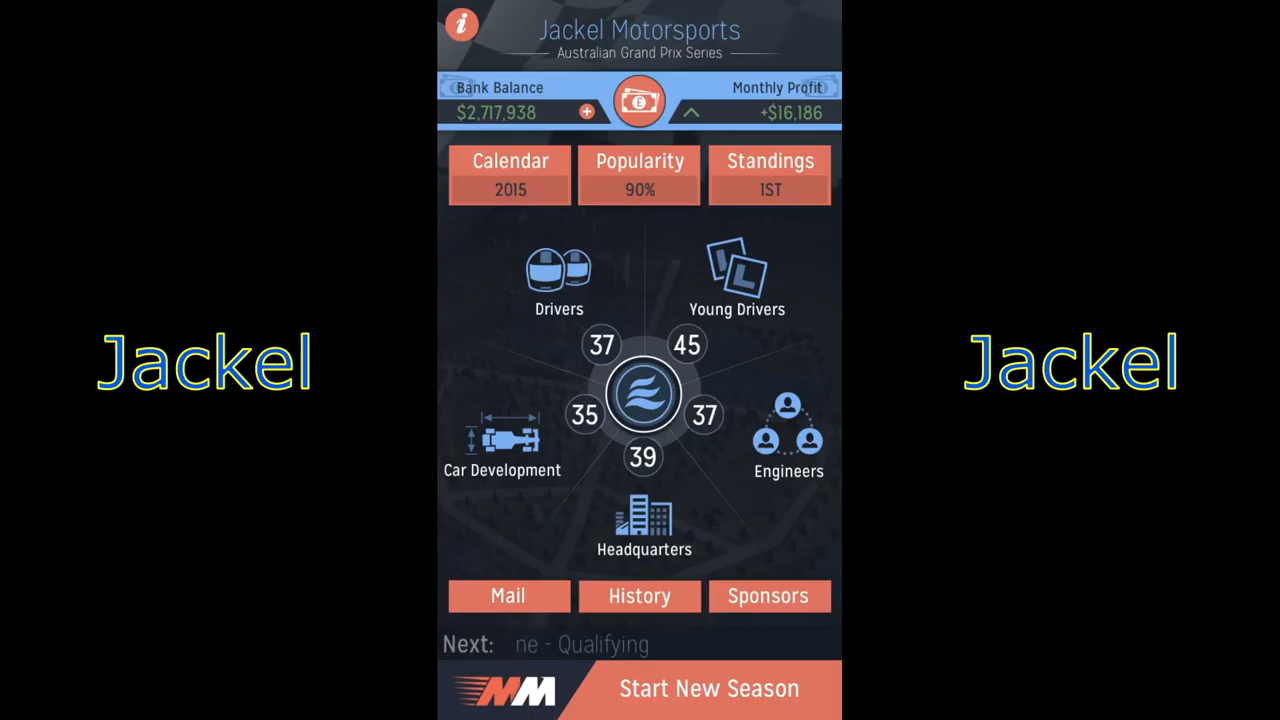 i
Jackel Motorsports
Australian Grand Prix Series
Bank Balance
Monthly Profit
$2,717,938
+$16,186
Calendar
Popularity
Standings
2015
90%
1ST
L
Drivers
Young Drivers
Jackel
Jackel
37
45
35
37
39
Car Development
Engineers
Headquarters
Mail
History
Sponsors
Next: ne - Qualifying
MM
Start New Season